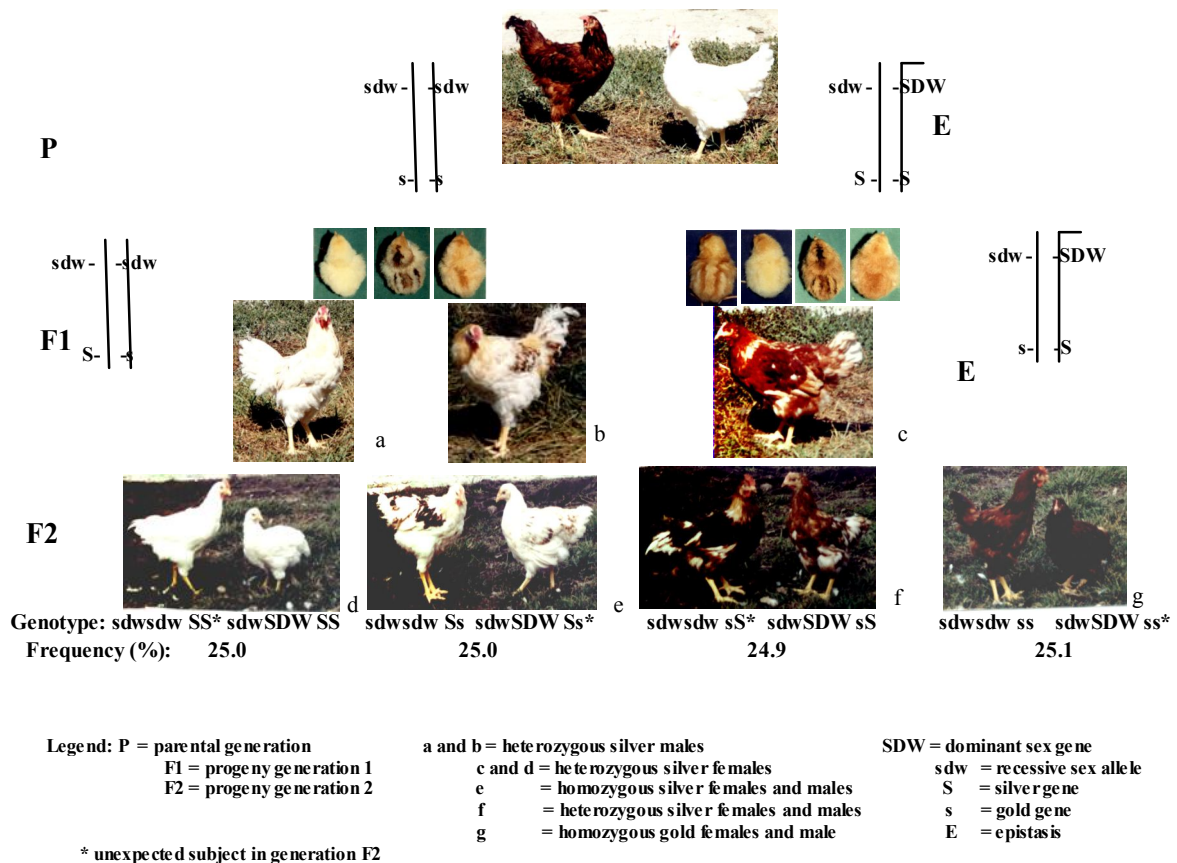 sdw - -sdw sdw - -SDW
P E
s- -s S - -S
sdw- -sdw sdw - -SDW
F1 S- -s s- -S
E
a b c
F2
d e f g
Genotype: sdwsdw SS* sdwSDW SS sdwsdw Ss sdwSDW Ss* sdwsdw sS* sdwSDW sS sdwsdw ss sdwSDW ss*
Frequency (%): 25.0 25.0 24.9 25.1
Legend: P = parental generation a and b = heterozygous silver males SDW = dominant sex gene
F1 = progeny generation 1 c and d = heterozygous silver females sdw = recessive sex allele
F2 = progeny generation 2 e = homozygous silver females and males S = silver gene
f = heterozygous silver females and males s = gold gene
g = homozygous gold females and male E = epistasis
* unexpected subject in generation F2